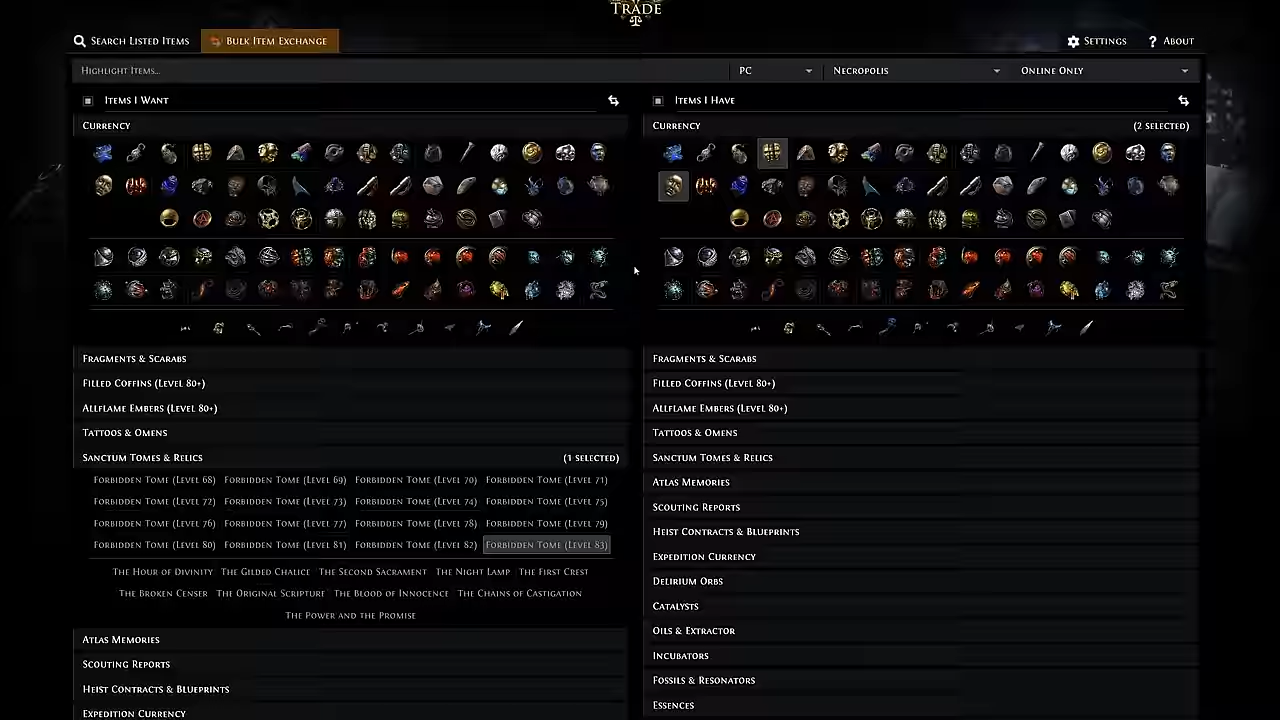 TRADE
SEARCH LISTED ITEMS
BULK ITEM EXCHANGE
SETTINGS
? ABOUT
HIGHLIGHT ITEMS...
PC
NECROPOLIS
ONLINE ONLY
ITEMS I WANT
CURRENCY
FRAGMENTS & SCARABS
FILLED COFFINS (LEVEL 80+)
ALLFLAME EMBERS (LEVEL 80+)
TATTOOS & OMENS
SANCTUM TOMES & RELICS (1 SELECTED)
FORBIDDEN TOME (LEVEL 68) FORBIDDEN TOME (LEVEL 69) FORBIDDEN TOME (LEVEL 70) FORBIDDEN TOME (LEVEL 71)
FORBIDDEN TOME (LEVEL 72) FORBIDDEN TOME (LEVEL 73) FORBIDDEN TOME (LEVEL 74) FORBIDDEN TOME (LEVEL 75)
FORBIDDEN TOME (LEVEL 76) FORBIDDEN TOME (LEVEL 77) FORBIDDEN TOME (LEVEL 78) FORBIDDEN TOME (LEVEL 79)
FORBIDDEN TOME (LEVEL 80) FORBIDDEN TOME (LEVEL 81) FORBIDDEN TOME (LEVEL 82) FORBIDDEN TOME (LEVEL 83)
THE HOUR OF DIVINITY THE GILDED CHALICE THE SECOND SACRAMENT THE NIGHT LAMP THE FIRST CREST
THE BROKEN CENSER THE ORIGINAL SCRIPTURE THE BLOOD OF INNOCENCE THE CHAINS OF CASTIGATION
THE POWER AND THE PROMISE
ATLAS MEMORIES
SCOUTING REPORTS
HEIST CONTRACTS & BLUEPRINTS
EXPEDITION CURRENCY
ITEMS I HAVE
CURRENCY (2 SELECTED)
FRAGMENTS & SCARABS
FILLED COFFINS (LEVEL 80+)
ALLFLAME EMBERS (LEVEL 80+)
TATTOOS & OMENS
SANCTUM TOMES & RELICS
ATLAS MEMORIES
SCOUTING REPORTS
HEIST CONTRACTS & BLUEPRINTS
EXPEDITION CURRENCY
DELIRIUM ORBS
CATALYSTS
OILS & EXTRACTOR
INCUBATORS
FOSSILS & RESONATORS
ESSENCES